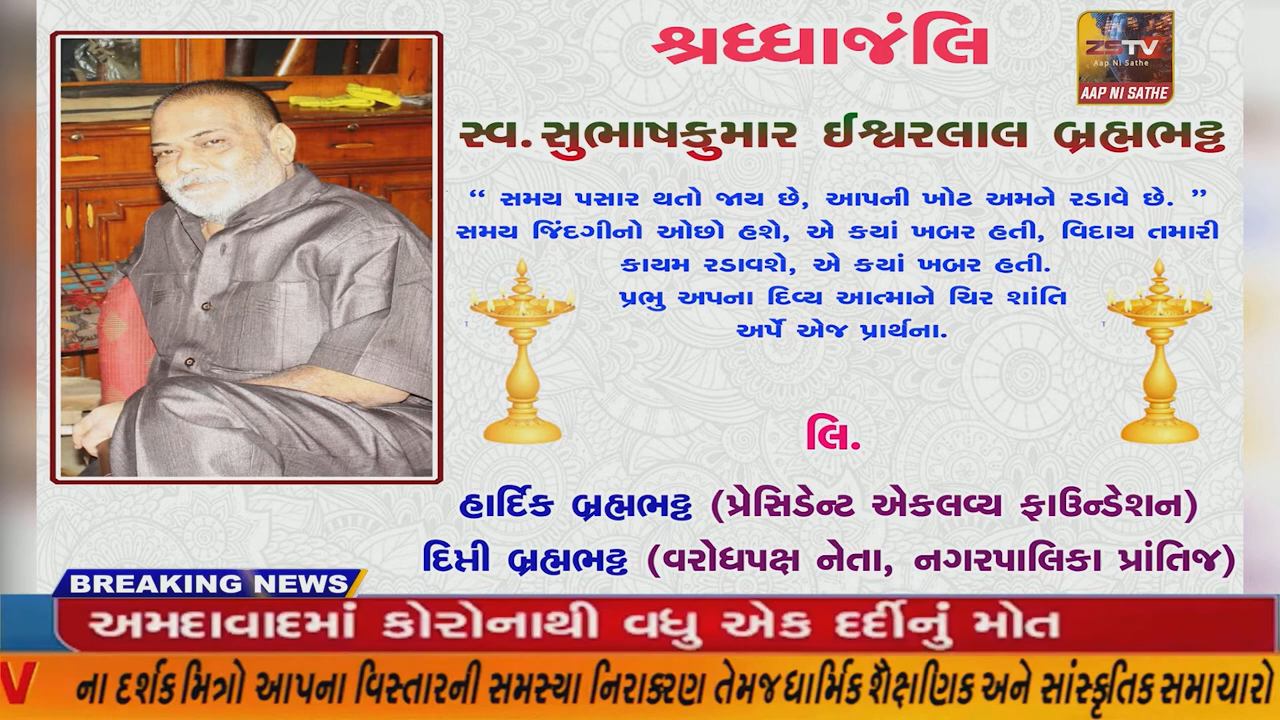 શ્રધ્ધાજંલિ
ZSTV
Aap Ni Sathe
AAP NI SATHE
સ્વ. સુભાષકુમાર ઈશ્વરલાલ બ્રહ્મભટ્ટ
“ સમય પસાર થતો જાય છે, આપની ખોટ અમને રડાવે છે. ”
સમય જિંદગીનો ઓછો હશે, એ કયાં ખબર હતી, વિદાય તમારી
કાયમ રડાવશે, એ કયાં ખબર હતી.
પ્રભુ અપના દિવ્ય આત્માને ચિર શાંતિ
અર્પે એજ પ્રાર્થના.
લિ.
હાર્દિક બ્રહ્મભટ્ટ (પ્રેસિડેન્ટ એકલવ્ય ફાઉન્ડેશન)
દિપ્તી બ્રહ્મભટ્ટ (વરોધપક્ષ નેતા, નગરપાલિકા પ્રાંતિજ)
BREAKING NEWS
અમદાવાદમાં કોરોનાથી વધુ એક દર્દીનું મોત
V ના દર્શક મિત્રો આપના વિસ્તારની સમસ્યા નિરાકરણ તેમજ ધાર્મિક શૈક્ષણિક અને સાંસ્કૃતિક સમાચારો